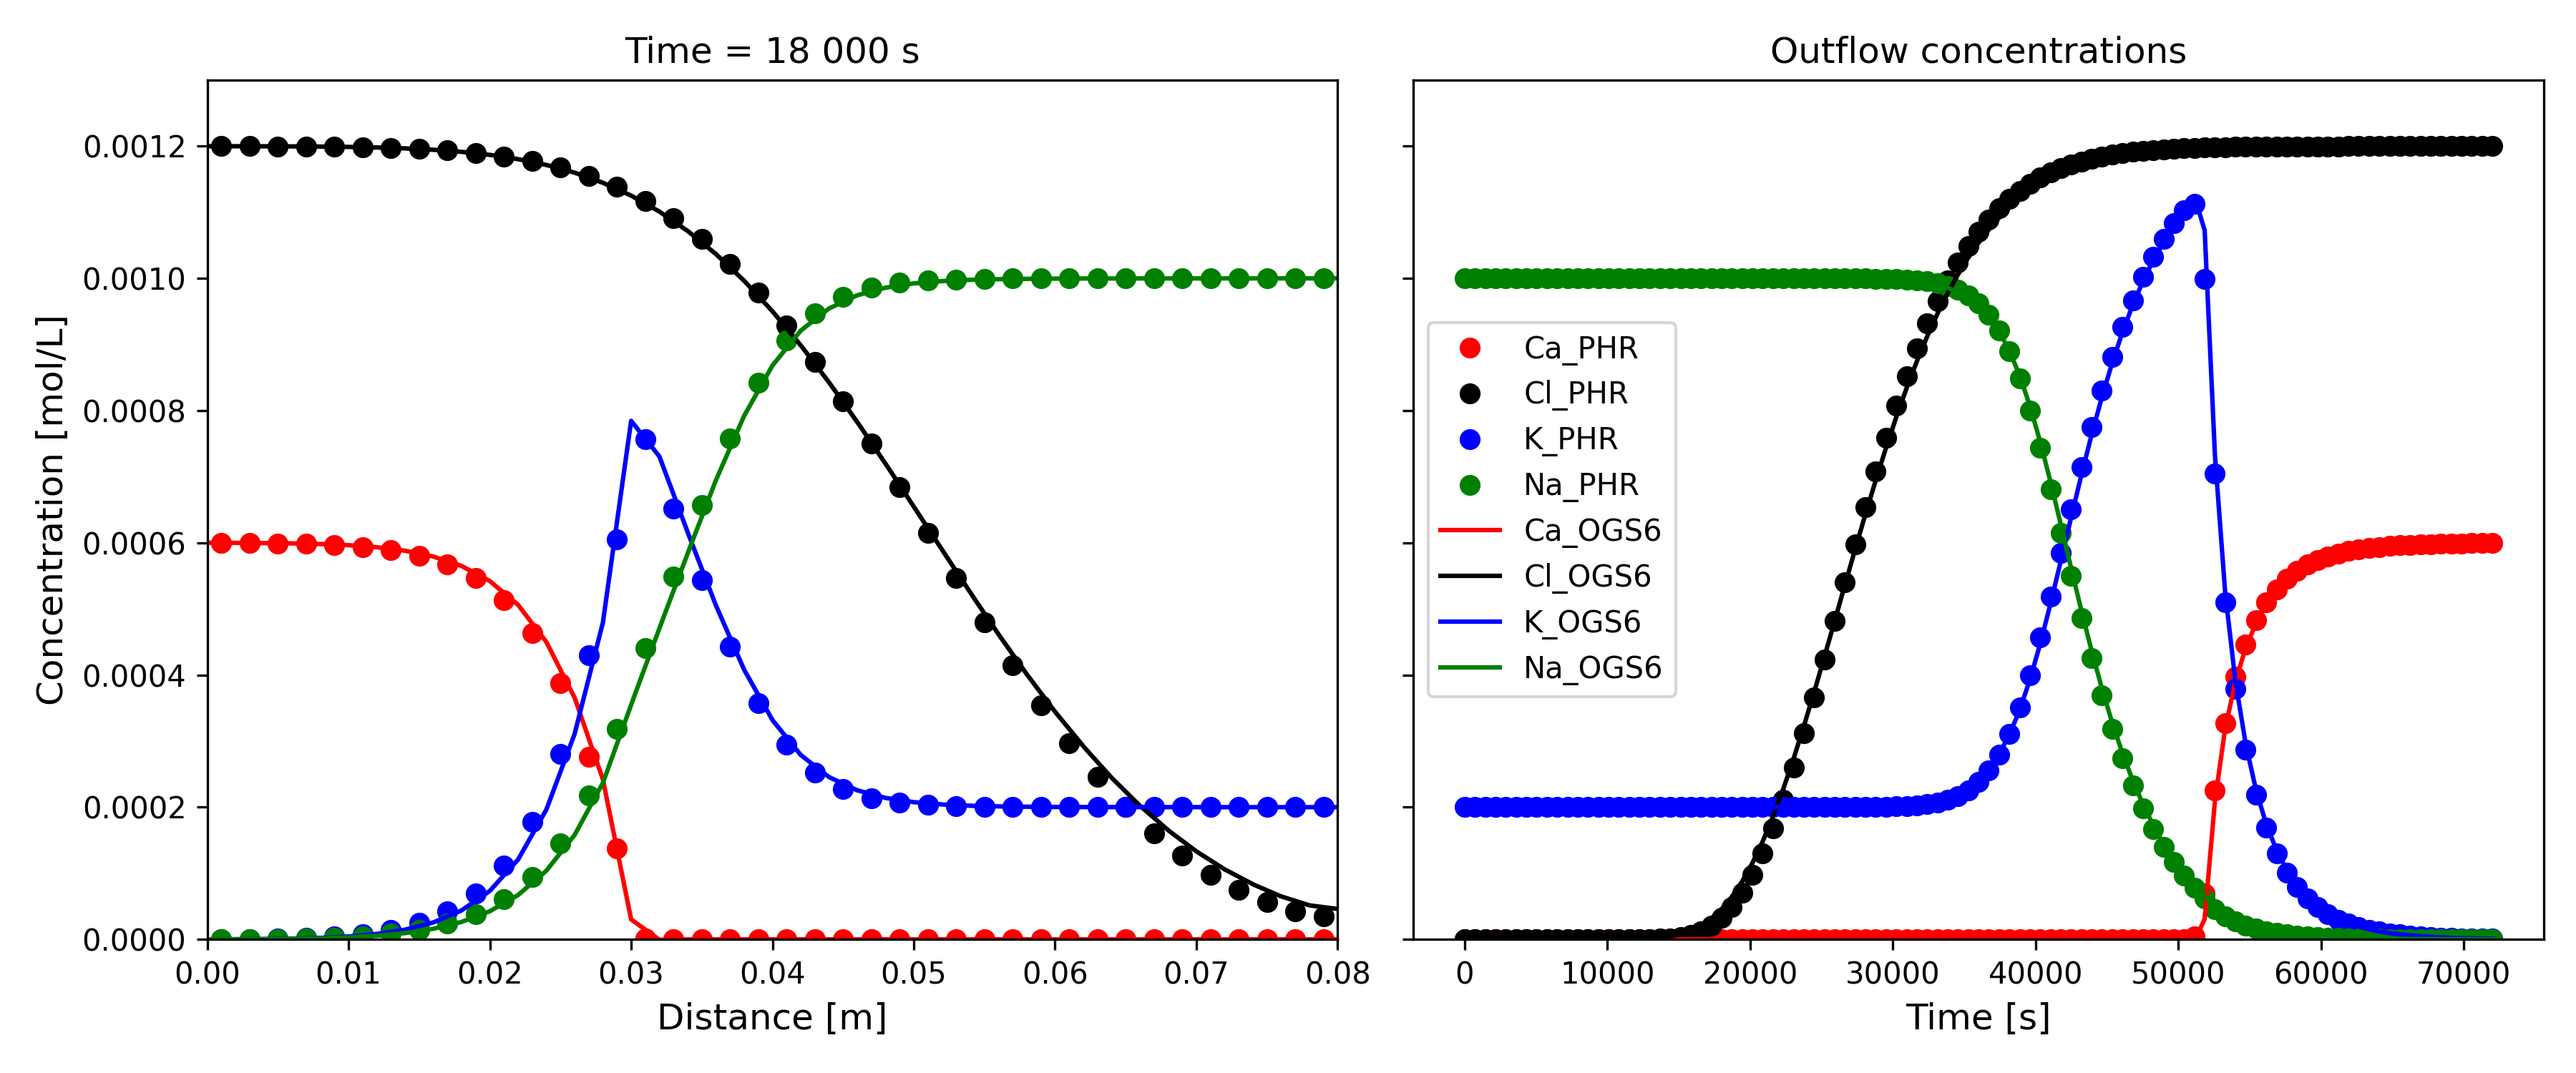 Time = 18 000 s
Concentration [mol/L]
0.0012
0.0010
0.0008
0.0006
0.0004
0.0002
0.0000
0.00 0.01 0.02 0.03 0.04 0.05 0.06 0.07 0.08
Distance [m]
Outflow concentrations
Ca_PHR
Cl_PHR
K_PHR
Na_PHR
Ca_OGS6
Cl_OGS6
K_OGS6
Na_OGS6
0 10000 20000 30000 40000 50000 60000 70000
Time [s]